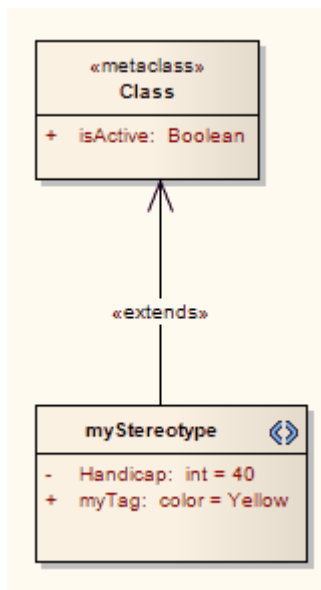 «metaclass»
Class
+ isActive: Boolean
«extends»
myStereotype
- Handicap: int = 40
+ myTag: color = Yellow